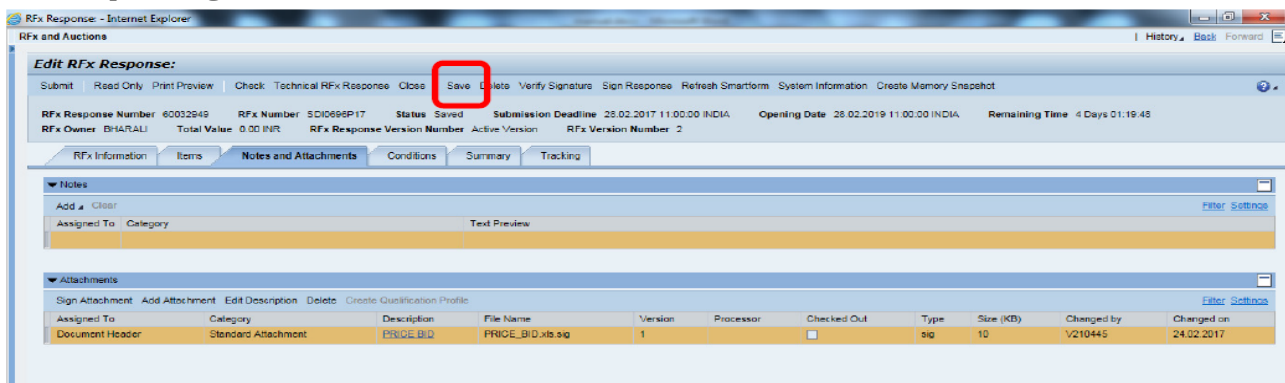 RFx Response: - Internet Explorer
RFx and Auctions | History Back Forward
Edit RFx Response:
Submit | Read Only Print Preview | Check Technical RFx Response Close Save Delete Verify Signature Sign Response Refresh Smartform System Information Create Memory Snapshot
RFx Response Number 60032949 RFx Number SDI0696P17 Status Saved Submission Deadline 28.02.2017 11:00:00 INDIA Opening Date 28.02.2019 11:00:00 INDIA Remaining Time 4 Days 01:19:48
RFx Owner BHARALI Total Value 0.00 INR RFx Response Version Number Active Version RFx Version Number 2
RFx Information Items Notes and Attachments Conditions Summary Tracking
Notes
Add Clear Filter Settings
Assigned To Category Text Preview
Attachments
Sign Attachment Add Attachment Edit Description Delete Create Qualification Profile Filter Settings
Assigned To Category Description File Name Version Processor Checked Out Type Size (KB) Changed by Changed on
Document Header Standard Attachment PRICE BID PRICE_BID.xls.sig 1 sig 10 V210445 24.02.2017